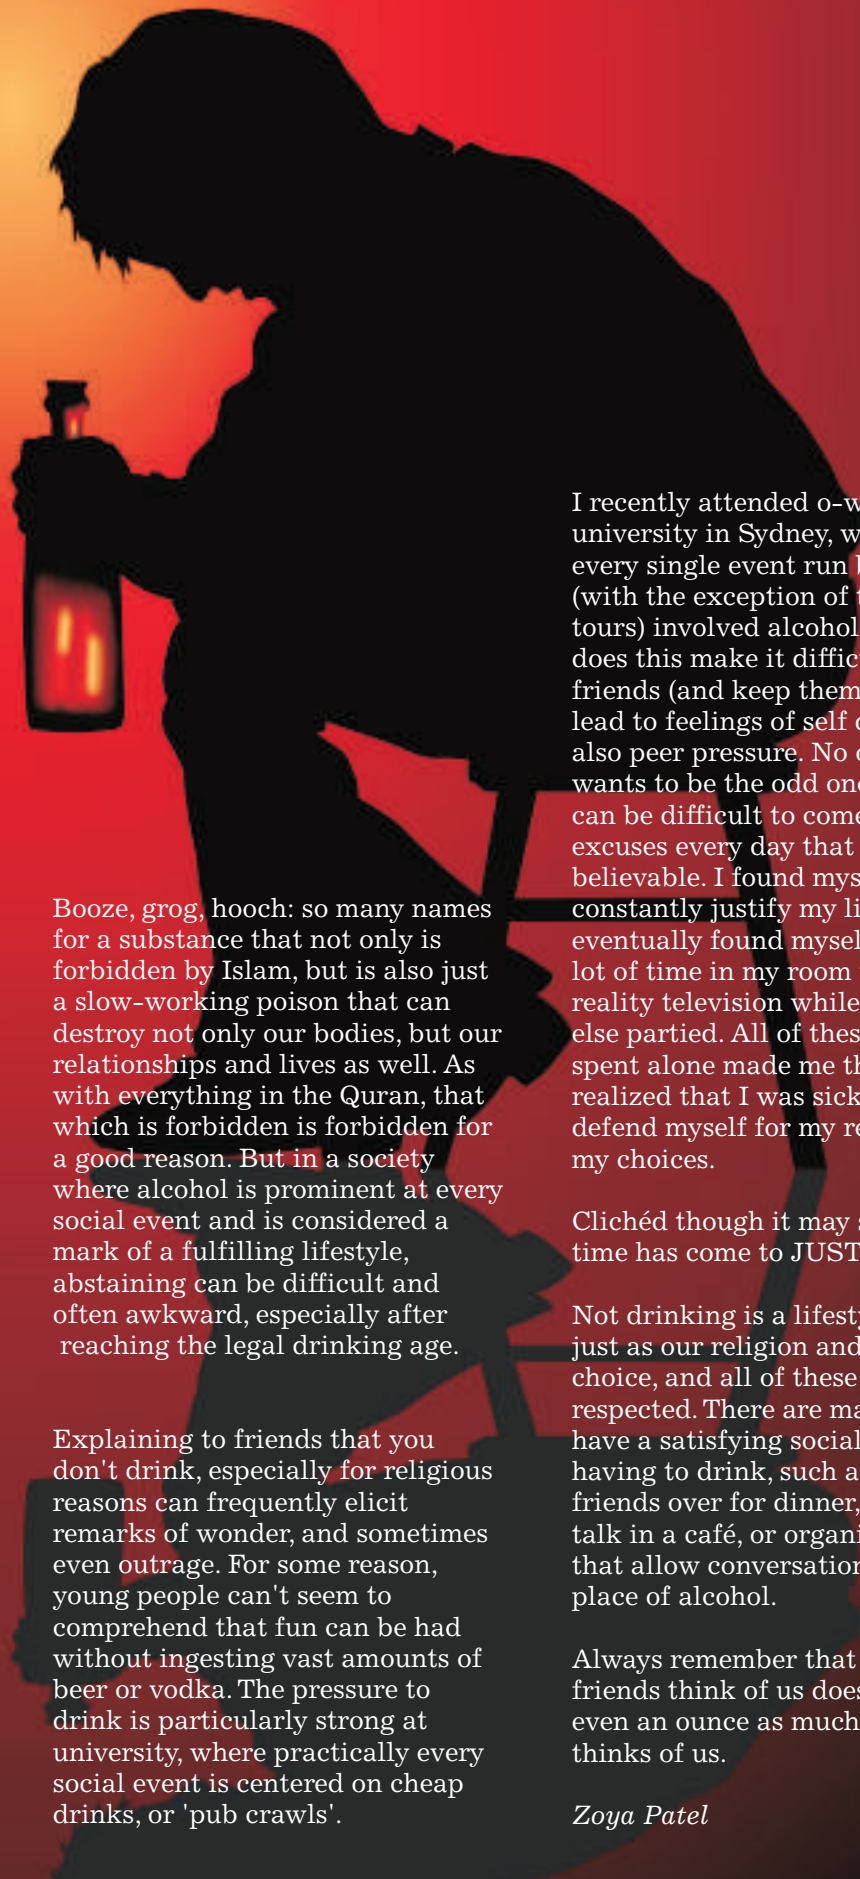 Booze, grog, hooch: so many names
for a substance that not only is
forbidden by Islam, but is also just
a slow-working poison that can
destroy not only our bodies, but our
relationships and lives as well. As
with everything in the Quran, that
which is forbidden is forbidden for
a good reason. But in a society
where alcohol is prominent at every
social event and is considered a
mark of a fulfilling lifestyle,
abstaining can be difficult and
often awkward, especially after
reaching the legal drinking age.
Explaining to friends that you
don't drink, especially for religious
reasons can frequently elicit
remarks of wonder, and sometimes
even outrage. For some reason,
young people can't seem to
comprehend that fun can be had
without ingesting vast amounts of
beer or vodka. The pressure to
drink is particularly strong at
university, where practically every
social event is centered on cheap
drinks, or 'pub crawls'.
I recently attended
university in Sydney,
every single event run
(with the exception of
tours) involved alcohol
does this make it
friends (and keep them
lead to feelings of self
also peer pressure. No
wants to be the odd
can be difficult to come
excuses every day that
believable. I found
constantly justify my
eventually found
lot of time in my room
reality television while
else partied. All of
spent alone made me
realized that I was sick
defend myself for my
my choices.
Clichéd though it may
time has come to JUST
Not drinking is a
just as our religion and
choice, and all of these
respected. There are
have a satisfying social
having to drink, such
friends over for dinner,
talk in a café, or
that allow conversation
place of alcohol.
Always remember that
friends think of us
even an ounce as much
thinks of us.
Zoya Patel